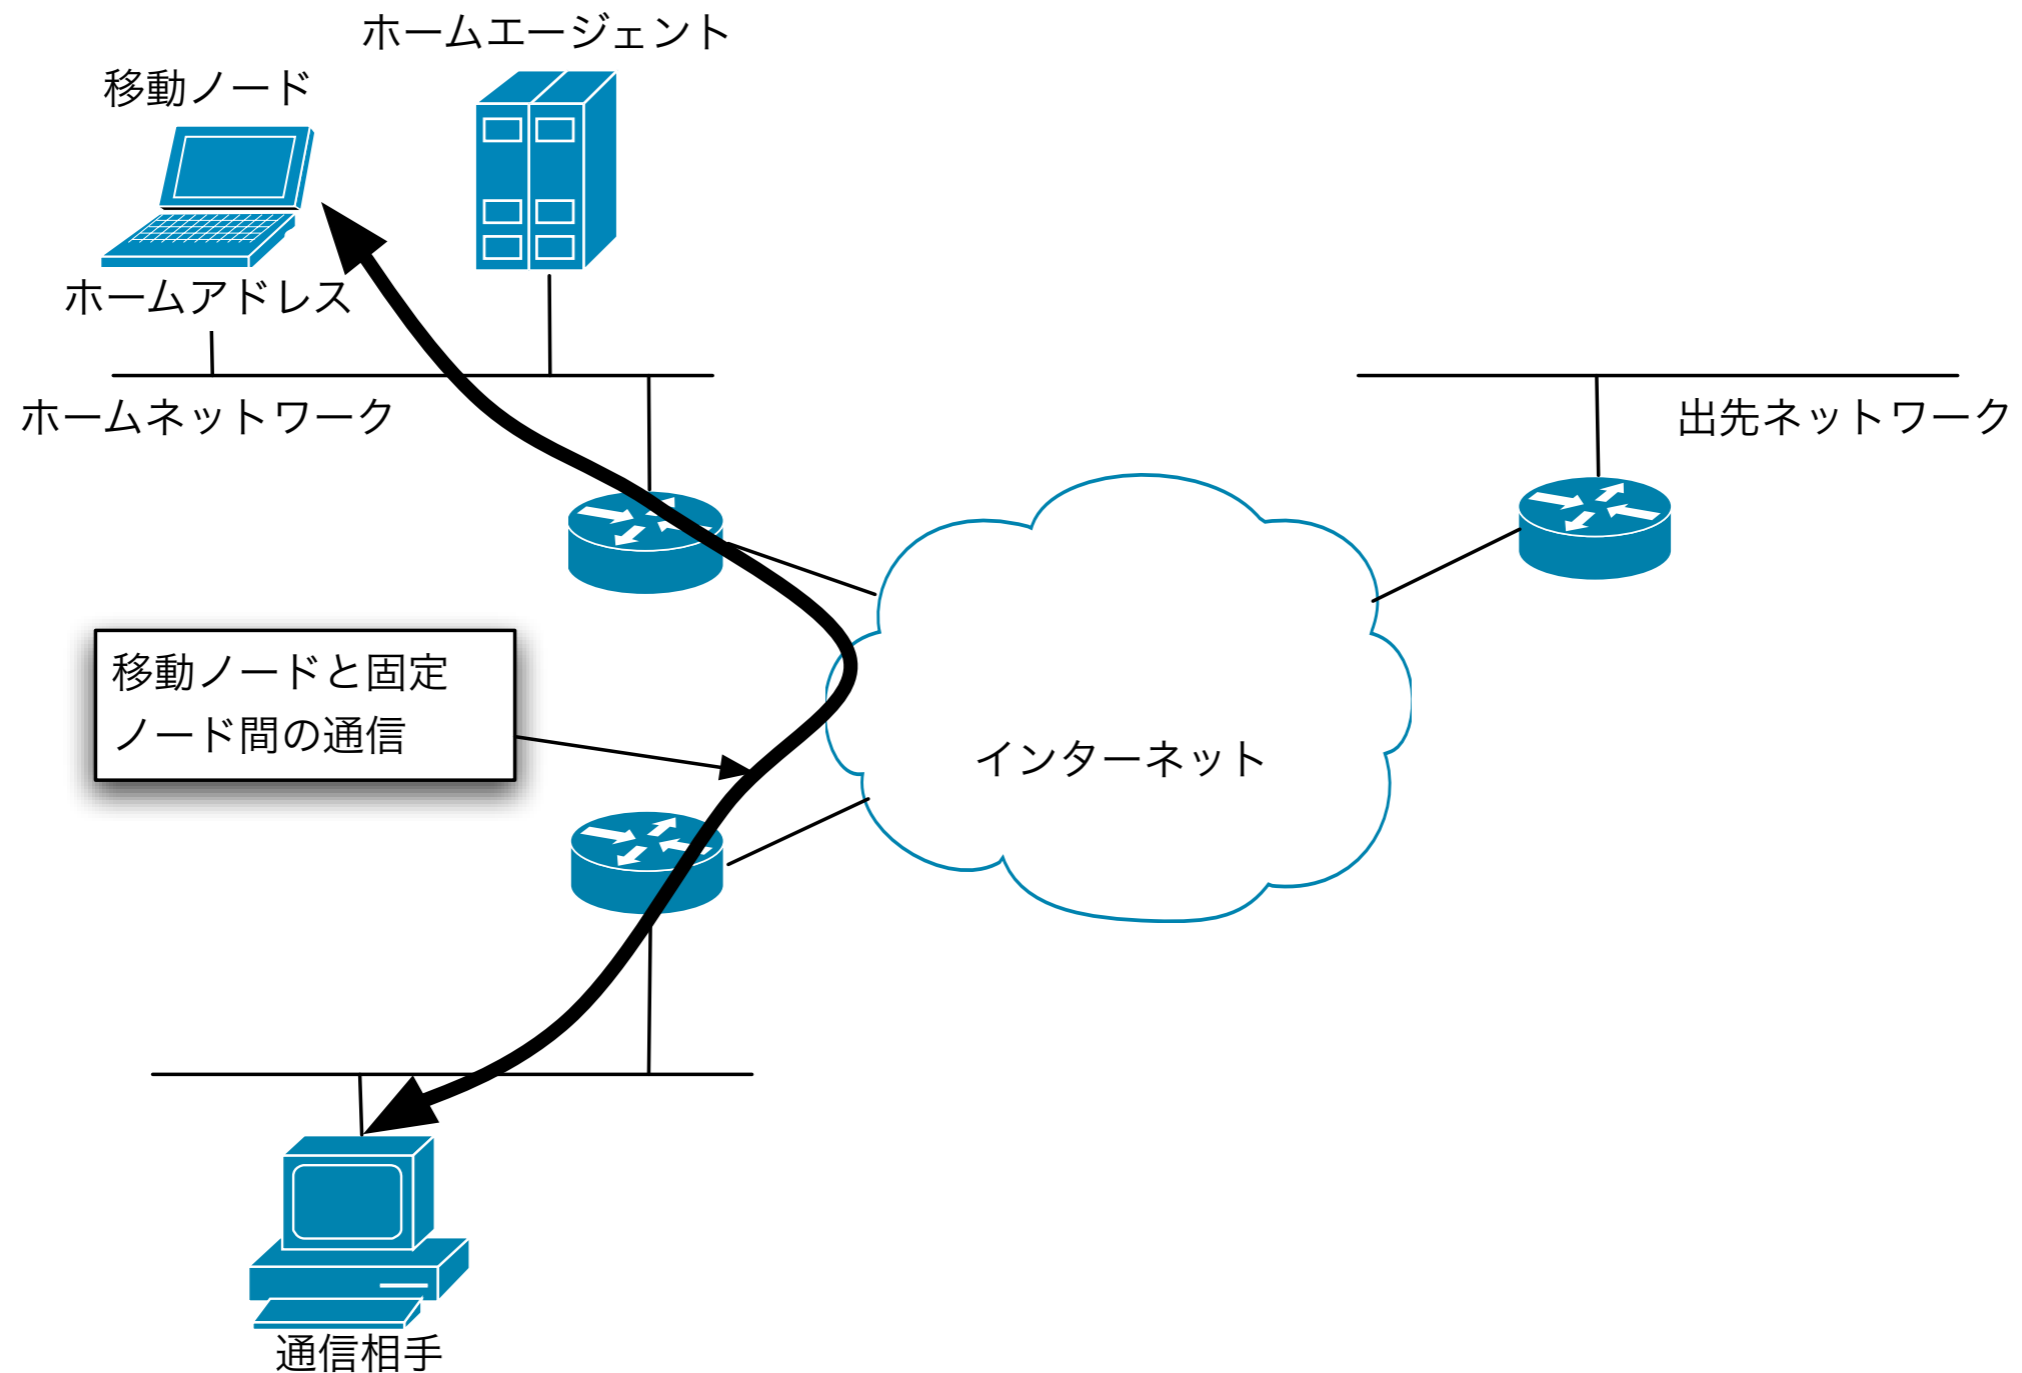 ホームエージェント
移動ノード
ホームアドレス
ホームネットワーク
出先ネットワーク
移動ノードと固定
ノード間の通信
インターネット
通信相手